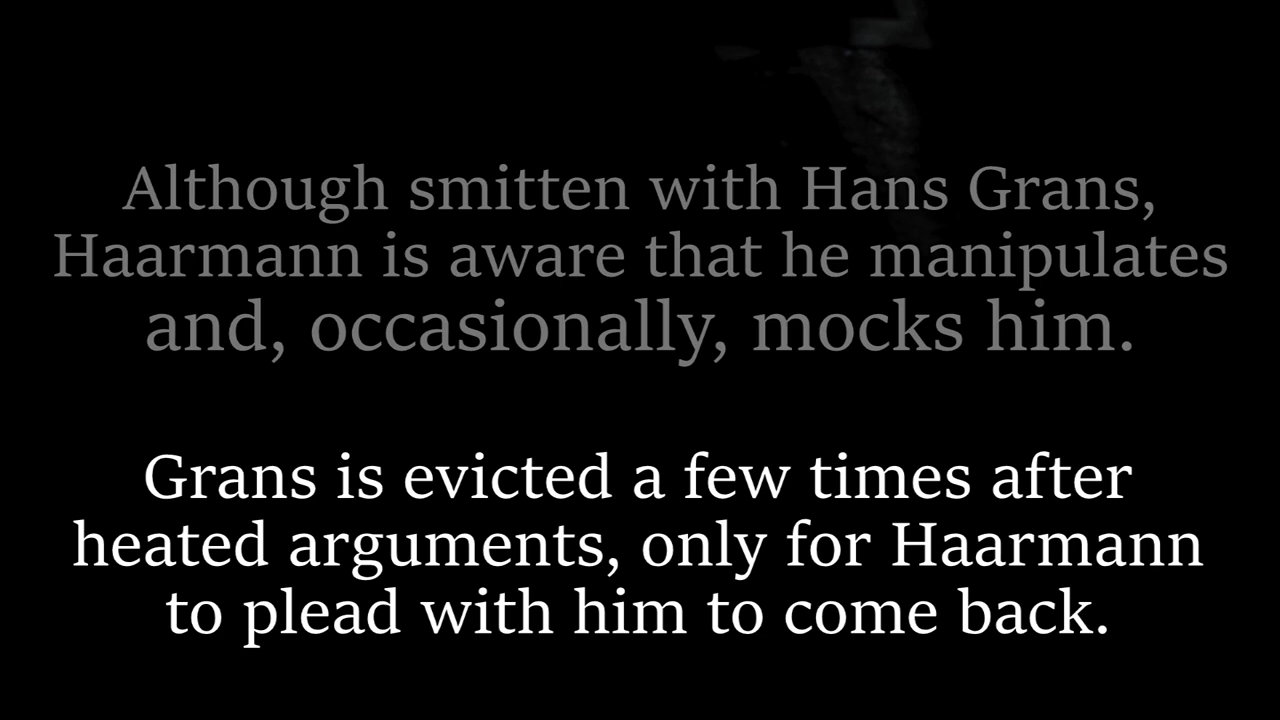 Although smitten with Hans Grans,
Haarmann is aware that he manipulates
and, occasionally, mocks him.
Grans is evicted a few times after
heated arguments, only for Haarmann
to plead with him to come back.